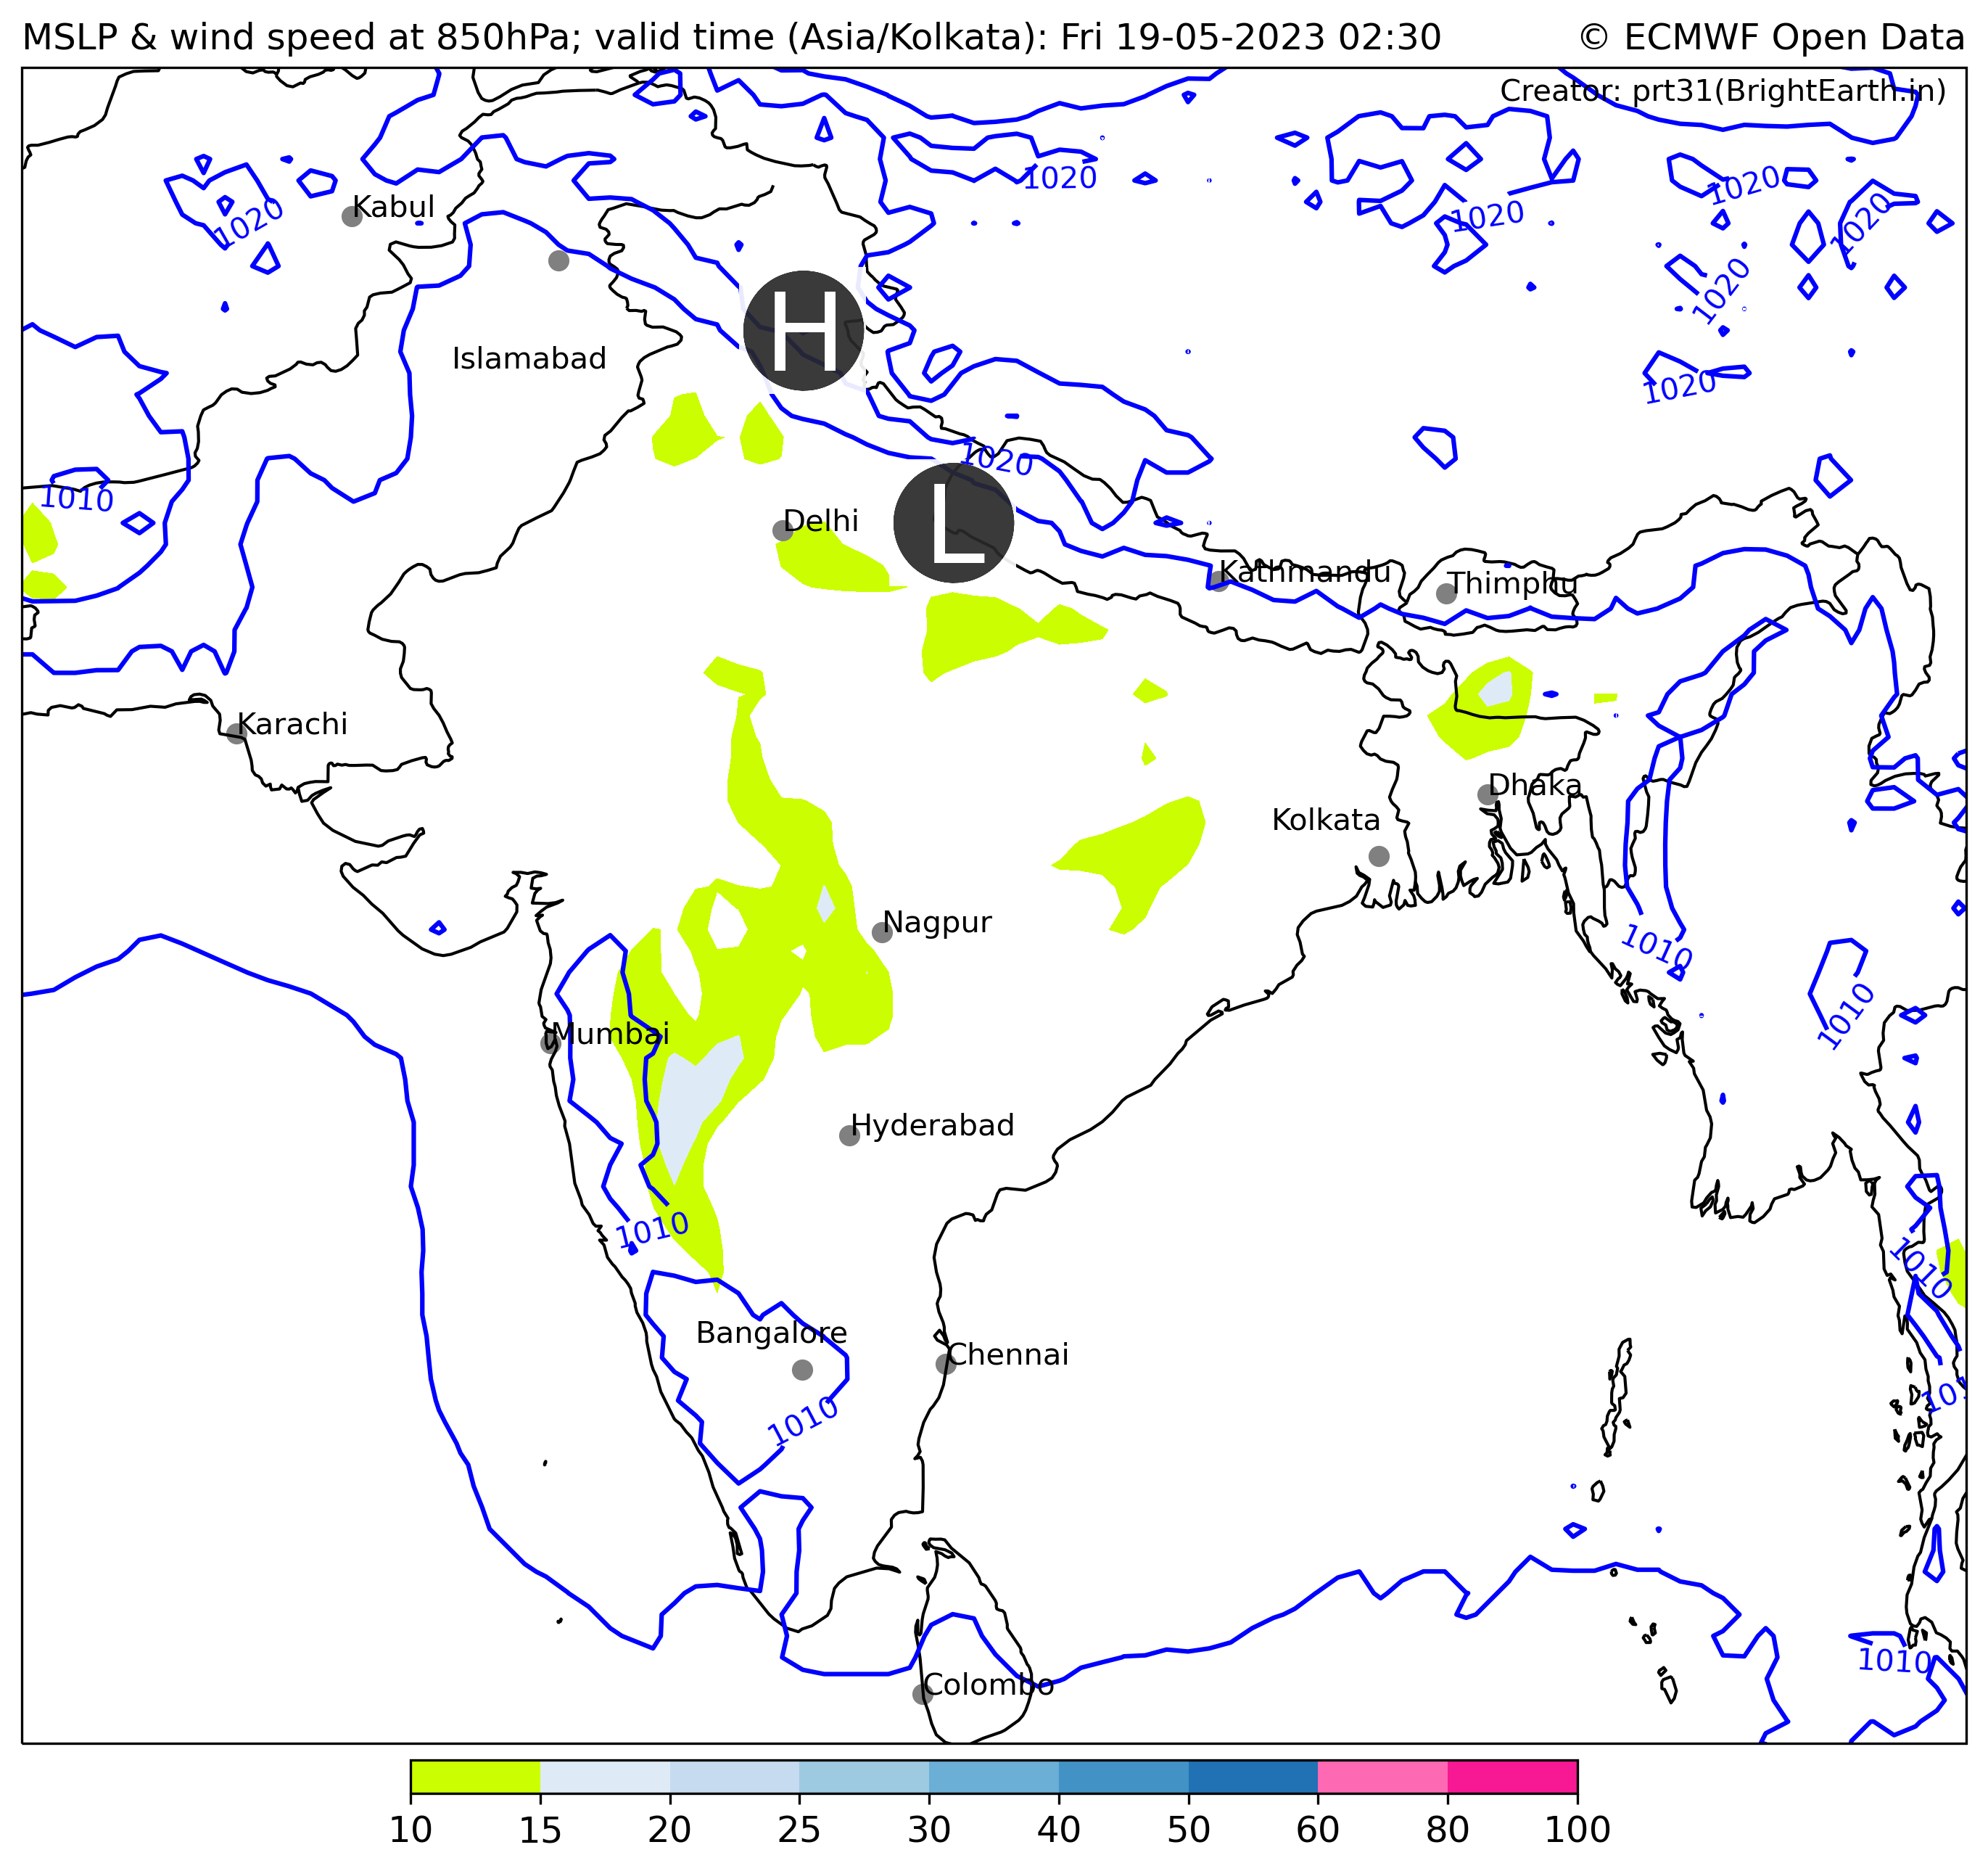 MSLP & wind speed at 850hPa; valid time (Asia/Kolkata): Fri 19-05-2023 02:30
© ECMWF Open Data
Creator: prt31(BrightEarth.in)
1020
1020
1020
1020
1020
Kabul
1020
1020
H
Islamabad
1020
1020
1010
L
Delhi
Kathmandu
Thimphu
Karachi
Dhaka
Kolkata
Nagpur
1010
1010
Mumbai
Hyderabad
1010
1010
Bangalore
Chennai
1010
1010
Colombo
10 15 20 25 30 40 50 60 80 100